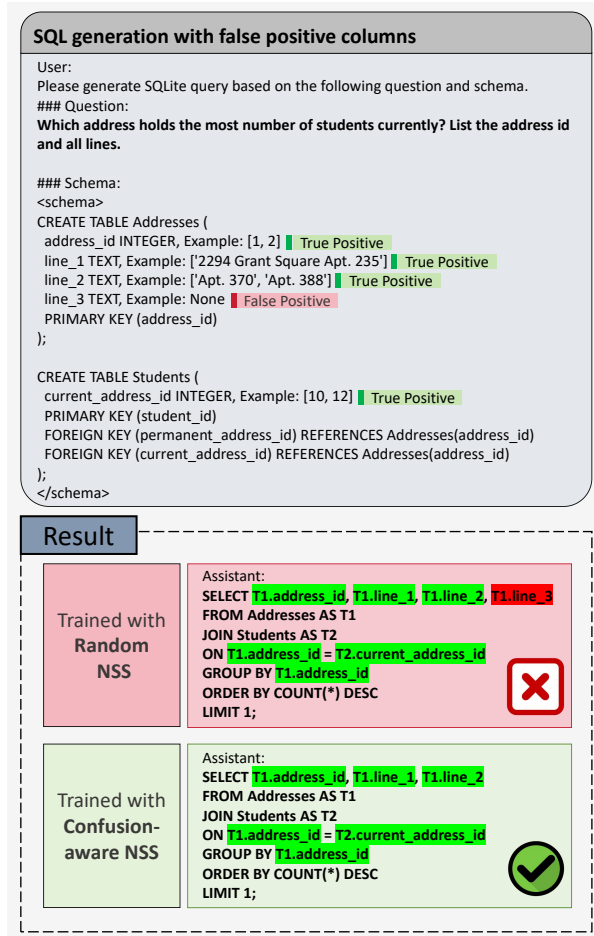 SQL generation with false positive columns
User:
Please generate SQLite query based on the following question and schema.
### Question:
Which address holds the most number of students currently? List the address id
and all lines.
### Schema:
<schema>
CREATE TABLE Addresses (
address_id INTEGER, Example: [1, 2] True Positive
line_1 TEXT, Example: ['2294 Grant Square Apt. 235'] True Positive
line_2 TEXT, Example: ['Apt. 370', 'Apt. 388'] True Positive
line_3 TEXT, Example: None False Positive
PRIMARY KEY (address_id)
);
CREATE TABLE Students (
current_address_id INTEGER, Example: [10, 12] True Positive
PRIMARY KEY (student_id)
FOREIGN KEY (permanent_address_id) REFERENCES Addresses(address_id)
FOREIGN KEY (current_address_id) REFERENCES Addresses(address_id)
);
</schema>
Result
Trained with
Random
NSS
Assistant:
SELECT T1.address_id, T1.line_1, T1.line_2, T1.line_3
FROM Addresses AS T1
JOIN Students AS T2
ON T1.address_id = T2.current_address_id
GROUP BY T1.address_id
ORDER BY COUNT(*) DESC
LIMIT 1;
Trained with
Confusion-
aware NSS
Assistant:
SELECT T1.address_id, T1.line_1, T1.line_2
FROM Addresses AS T1
JOIN Students AS T2
ON T1.address_id = T2.current_address_id
GROUP BY T1.address_id
ORDER BY COUNT(*) DESC
LIMIT 1;